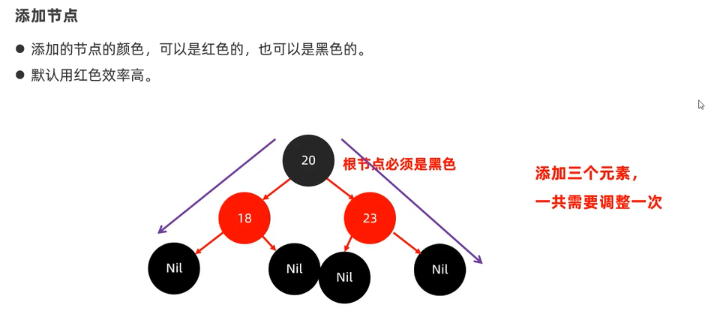 添加节点
● 添加的节点的颜色，可以是红色的，也可以是黑色的。
● 默认用红色效率高。
20
根节点必须是黑色
添加三个元素，
一共需要调整一次
18
23
Nil
Nil
Nil
Nil